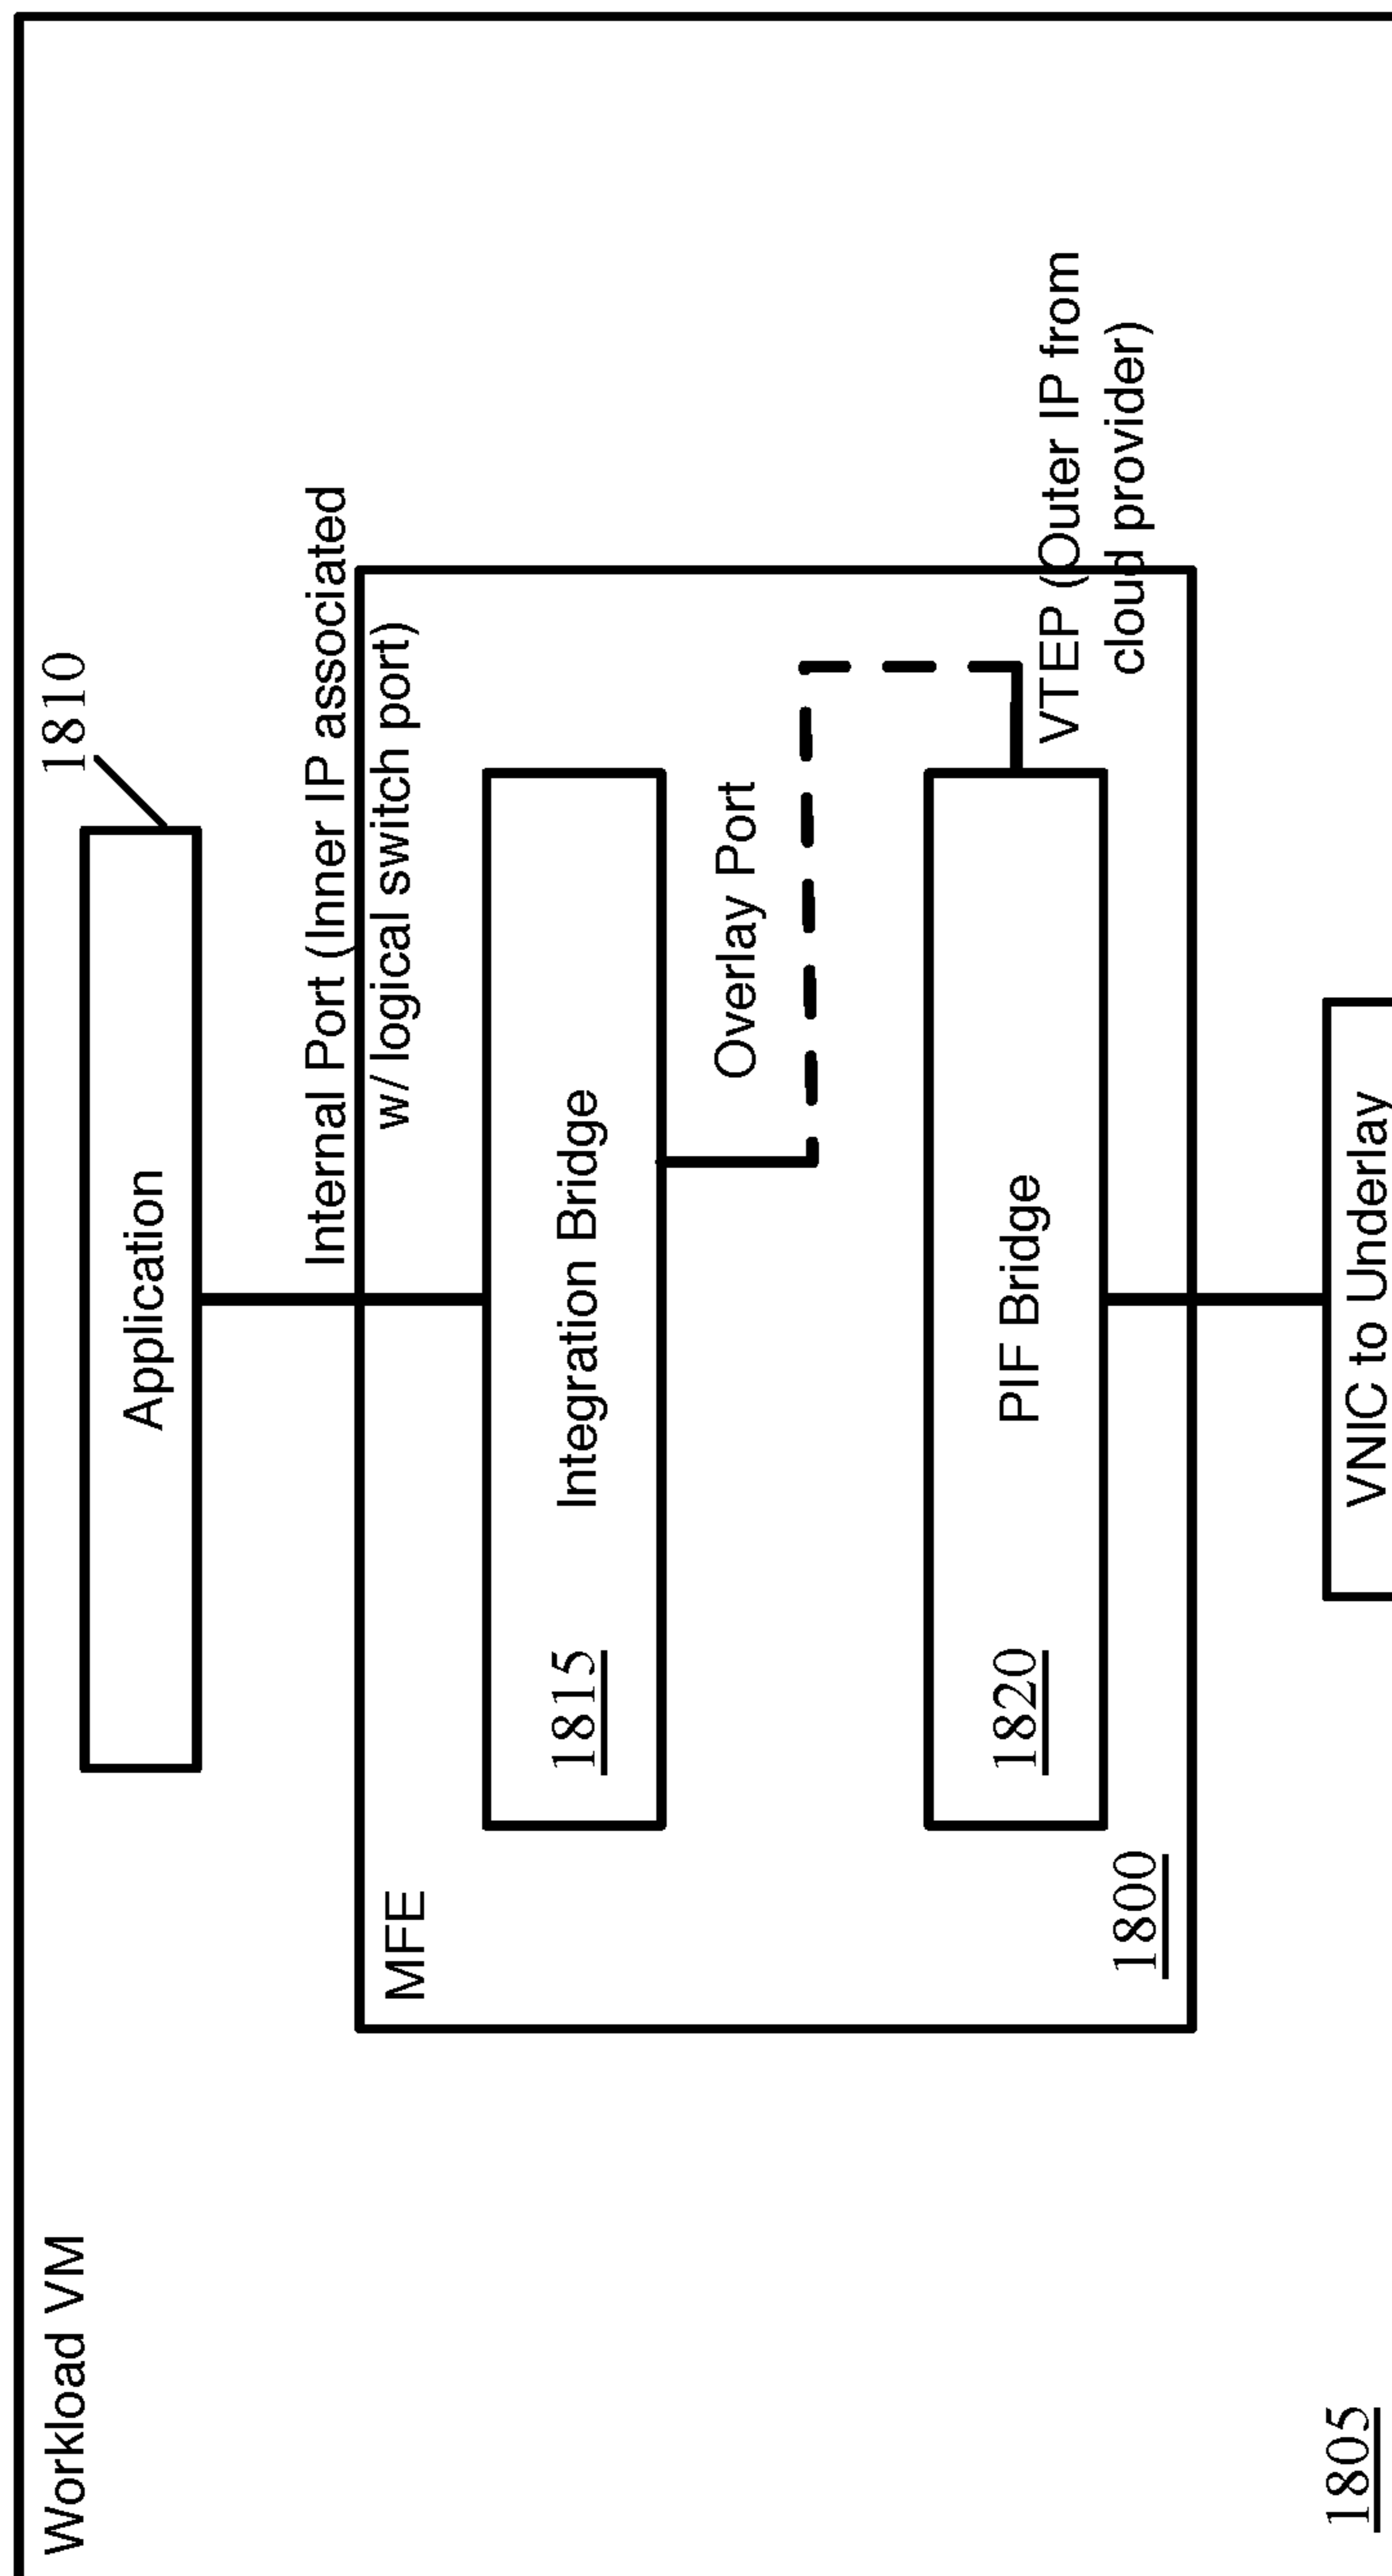 Workload VM
1810
Application
Internal Port (Inner IP associated
w/ logical switch port)
MFE
Integration Bridge
1815
Overlay Port
PIF Bridge
1820
VTEP (Outer IP from
cloud provider)
1800
VNIC to Underlay
1805